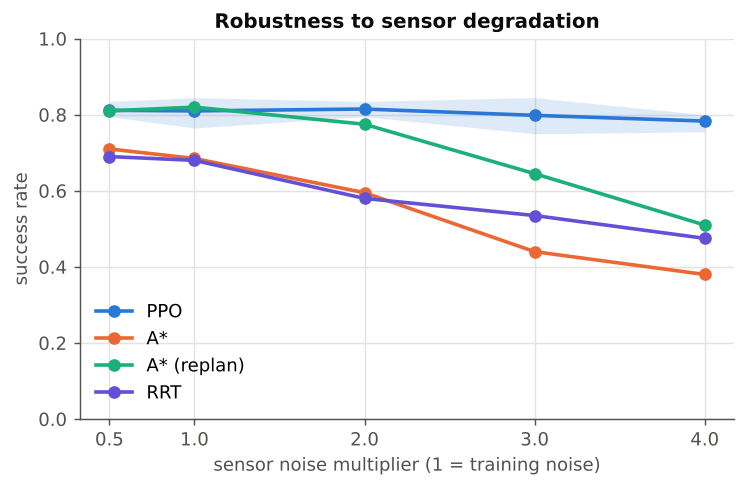 Robustness to sensor degradation
1.0
0.8
0.6
0.4
0.2
0.0
success rate
PPO
A*
A* (replan)
RRT
0.5 1.0 2.0 3.0 4.0
sensor noise multiplier (1 = training noise)